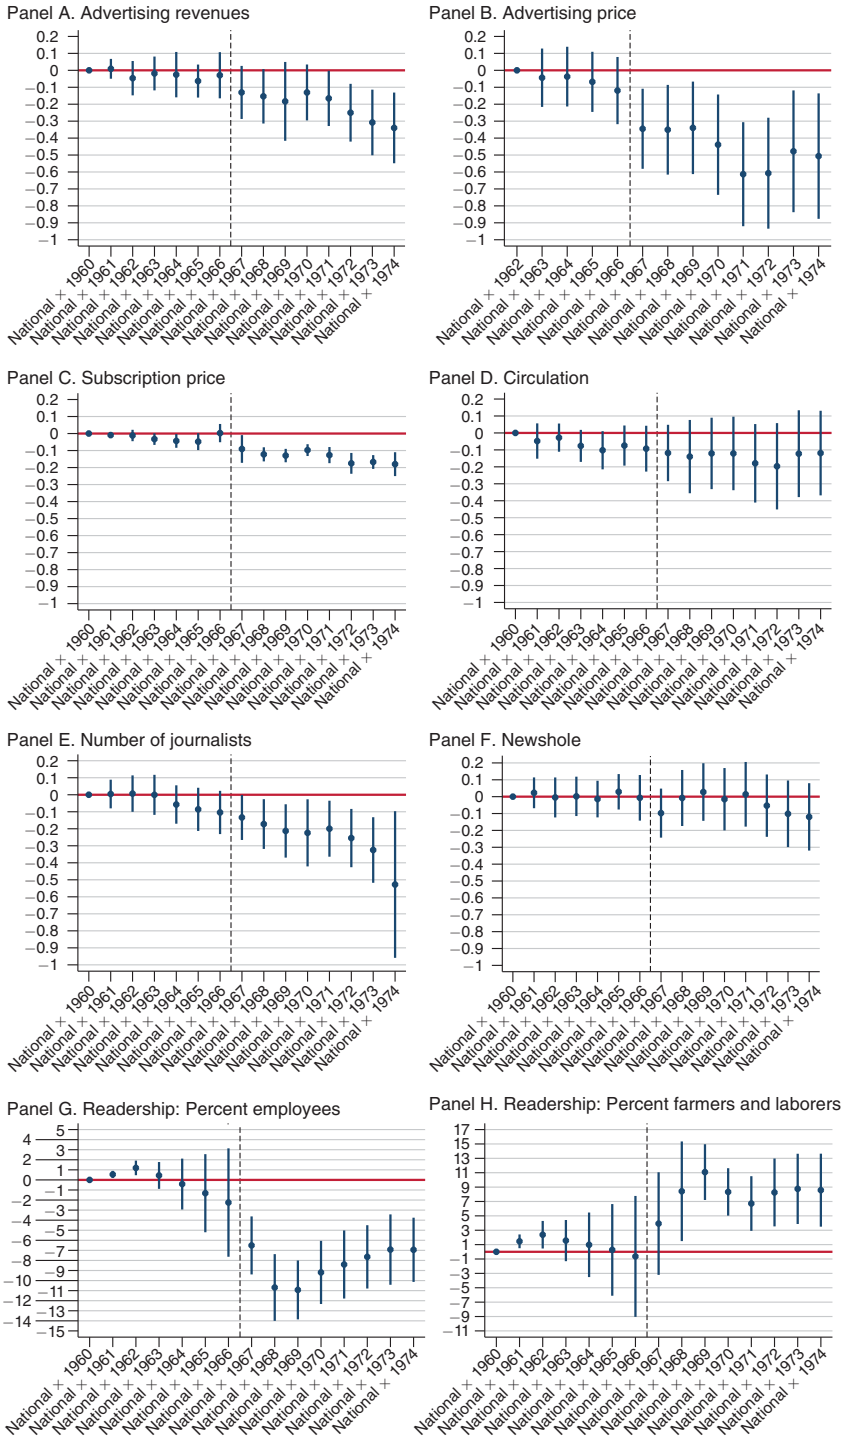 Panel A. Advertising revenues
0.2
0.1
0
−0.1
−0.2
−0.3
−0.4
−0.5
−0.6
−0.7
−0.8
−0.9
−1
National × 1960
National × 1961
National × 1962
National × 1963
National × 1964
National × 1965
National × 1966
National × 1967
National × 1968
National × 1969
National × 1970
National × 1971
National × 1972
National × 1973
National × 1974
Panel B. Advertising price
0.2
0.1
0
−0.1
−0.2
−0.3
−0.4
−0.5
−0.6
−0.7
−0.8
−0.9
−1
National × 1962
National × 1963
National × 1964
National × 1965
National × 1966
National × 1967
National × 1968
National × 1969
National × 1970
National × 1971
National × 1972
National × 1973
National × 1974
Panel C. Subscription price
0.2
0.1
0
−0.1
−0.2
−0.3
−0.4
−0.5
−0.6
−0.7
−0.8
−0.9
−1
National × 1960
National × 1961
National × 1962
National × 1963
National × 1964
National × 1965
National × 1966
National × 1967
National × 1968
National × 1969
National × 1970
National × 1971
National × 1972
National × 1973
National × 1974
Panel D. Circulation
0.2
0.1
0
−0.1
−0.2
−0.3
−0.4
−0.5
−0.6
−0.7
−0.8
−0.9
−1
National × 1960
National × 1961
National × 1962
National × 1963
National × 1964
National × 1965
National × 1966
National × 1967
National × 1968
National × 1969
National × 1970
National × 1971
National × 1972
National × 1973
National × 1974
Panel E. Number of journalists
0.2
0.1
0
−0.1
−0.2
−0.3
−0.4
−0.5
−0.6
−0.7
−0.8
−0.9
−1
National × 1960
National × 1961
National × 1962
National × 1963
National × 1964
National × 1965
National × 1966
National × 1967
National × 1968
National × 1969
National × 1970
National × 1971
National × 1972
National × 1973
National × 1974
Panel F. Newshole
0.2
0.1
0
−0.1
−0.2
−0.3
−0.4
−0.5
−0.6
−0.7
−0.8
−0.9
−1
National × 1960
National × 1961
National × 1962
National × 1963
National × 1964
National × 1965
National × 1966
National × 1967
National × 1968
National × 1969
National × 1970
National × 1971
National × 1972
National × 1973
National × 1974
Panel G. Readership: Percent employees
5
4
3
2
1
0
−1
−2
−3
−4
−5
−6
−7
−8
−9
−10
−11
−12
−13
−14
−15
National × 1960
National × 1961
National × 1962
National × 1963
National × 1964
National × 1965
National × 1966
National × 1967
National × 1968
National × 1969
National × 1970
National × 1971
National × 1972
National × 1973
National × 1974
Panel H. Readership: Percent farmers and laborers
17
15
13
11
9
7
5
3
1
−1
−3
−5
−7
−9
−11
National × 1960
National × 1961
National × 1962
National × 1963
National × 1964
National × 1965
National × 1966
National × 1967
National × 1968
National × 1969
National × 1970
National × 1971
National × 1972
National × 1973
National × 1974